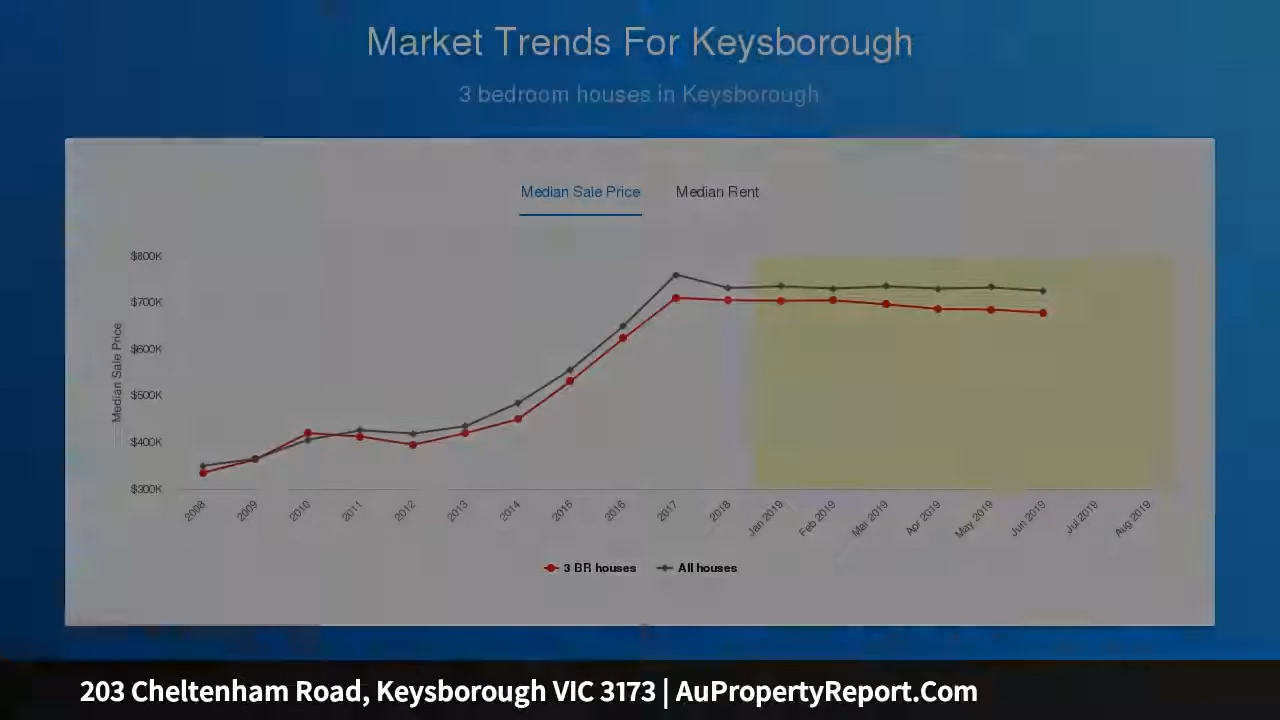 Market Trends For Keysborough
3 bedroom houses in Keysborough
Median Sale Price Median Rent
Median Sale Price
$800K
$700K
$600K
$500K
$400K
$300K
2008 2009 2010 2011 2012 2013 2014 2015 2016 2017 2018 Jan 2019 Feb 2019 Mar 2019 Apr 2019 May 2019 Jun 2019 Jul 2019 Aug 2019
3 BR houses All houses
203 Cheltenham Road, Keysborough VIC 3173 | AuPropertyReport.Com